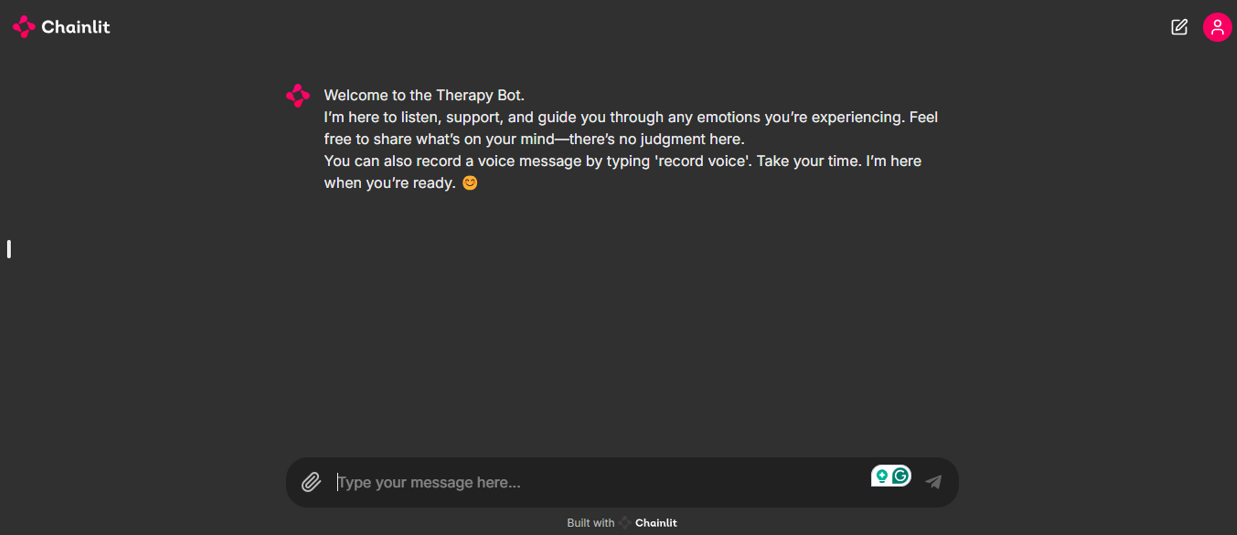 Chainlit
Welcome to the Therapy Bot.
I’m here to listen, support, and guide you through any emotions you’re experiencing. Feel
free to share what’s on your mind—there’s no judgment here.
You can also record a voice message by typing 'record voice'. Take your time. I’m here
when you’re ready. 😊
Type your message here...
Built with Chainlit